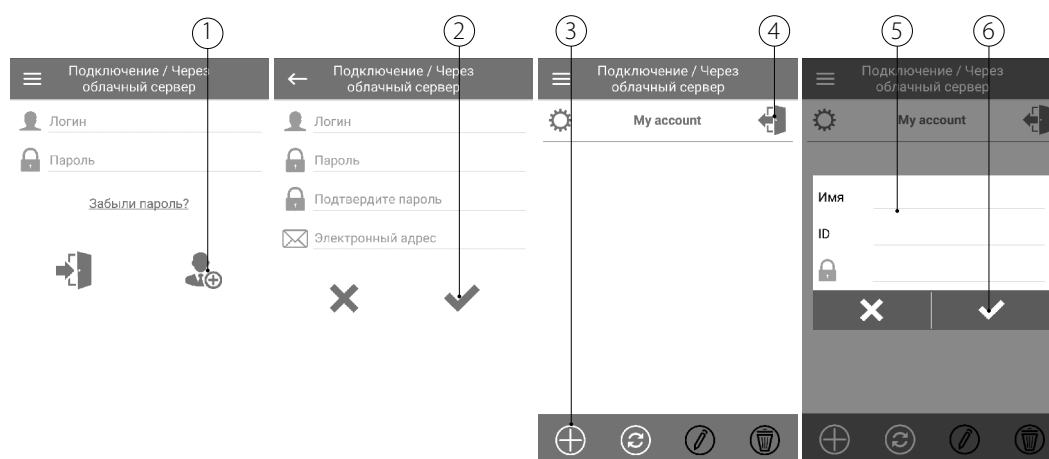 1
2
3
4
5
6
Подключение / Через
облачный сервер
Логин
Пароль
Забыли пароль?
Подключение / Через
облачный сервер
Логин
Пароль
Подтвердите пароль
Электронный адрес
Подключение / Через
облачный сервер
My account
Подключение / Через
облачный сервер
My account
Имя
ID